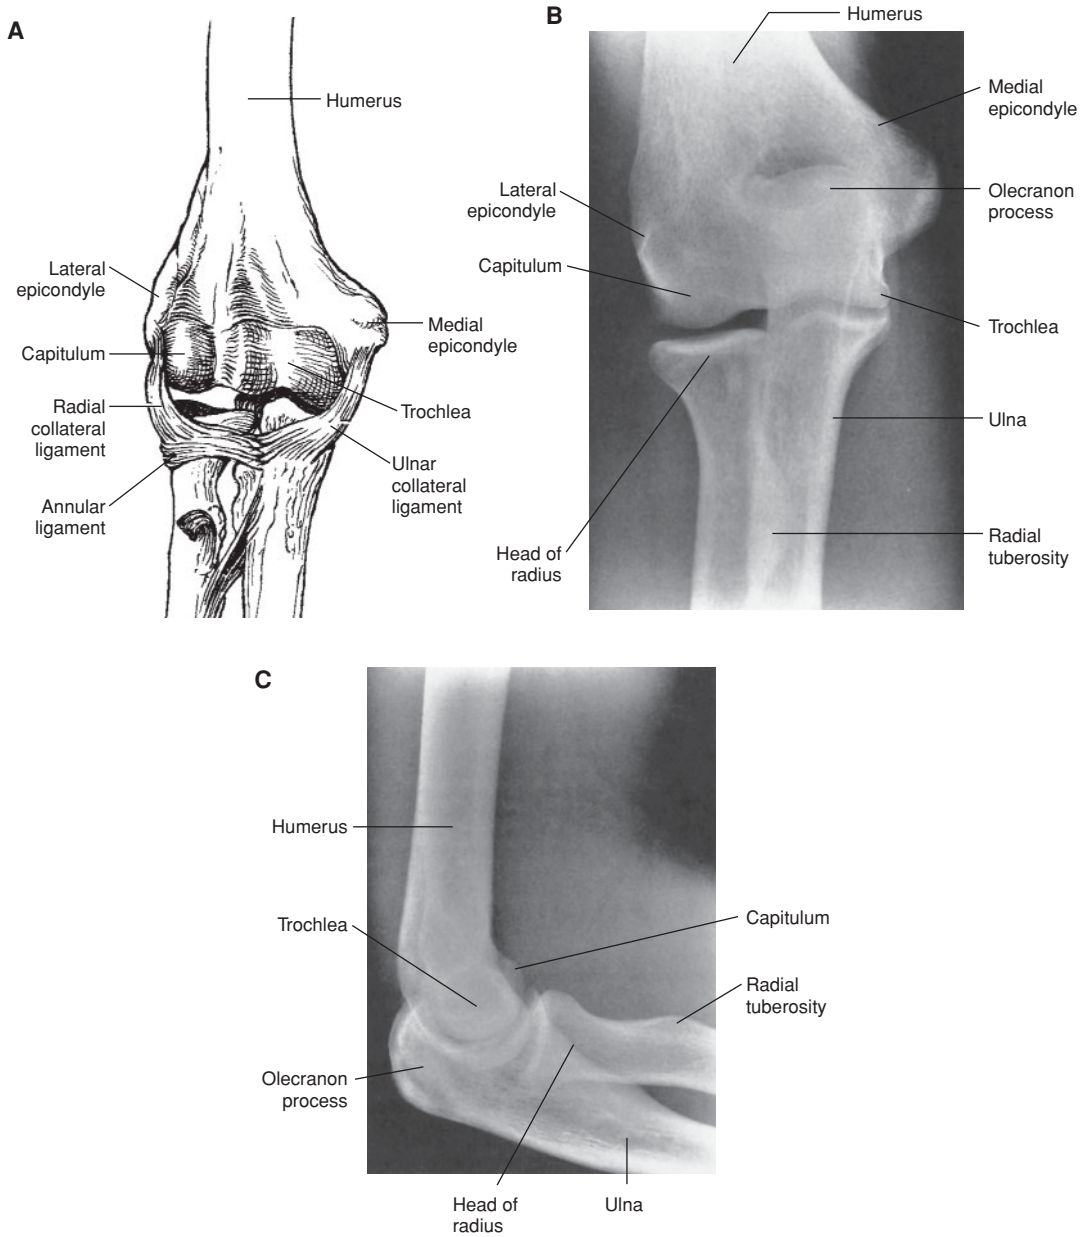 A
Humerus
Lateral
epicondyle
Capitulum
Radial
collateral
ligament
Annular
ligament
Medial
epicondyle
Trochlea
Ulnar
collateral
ligament
B
Humerus
Medial
epicondyle
Lateral
epicondyle
Olecranon
process
Capitulum
Trochlea
Ulna
Head of
radius
Radial
tuberosity
C
Humerus
Trochlea
Capitulum
Radial
tuberosity
Olecranon
process
Head of
radius
Ulna